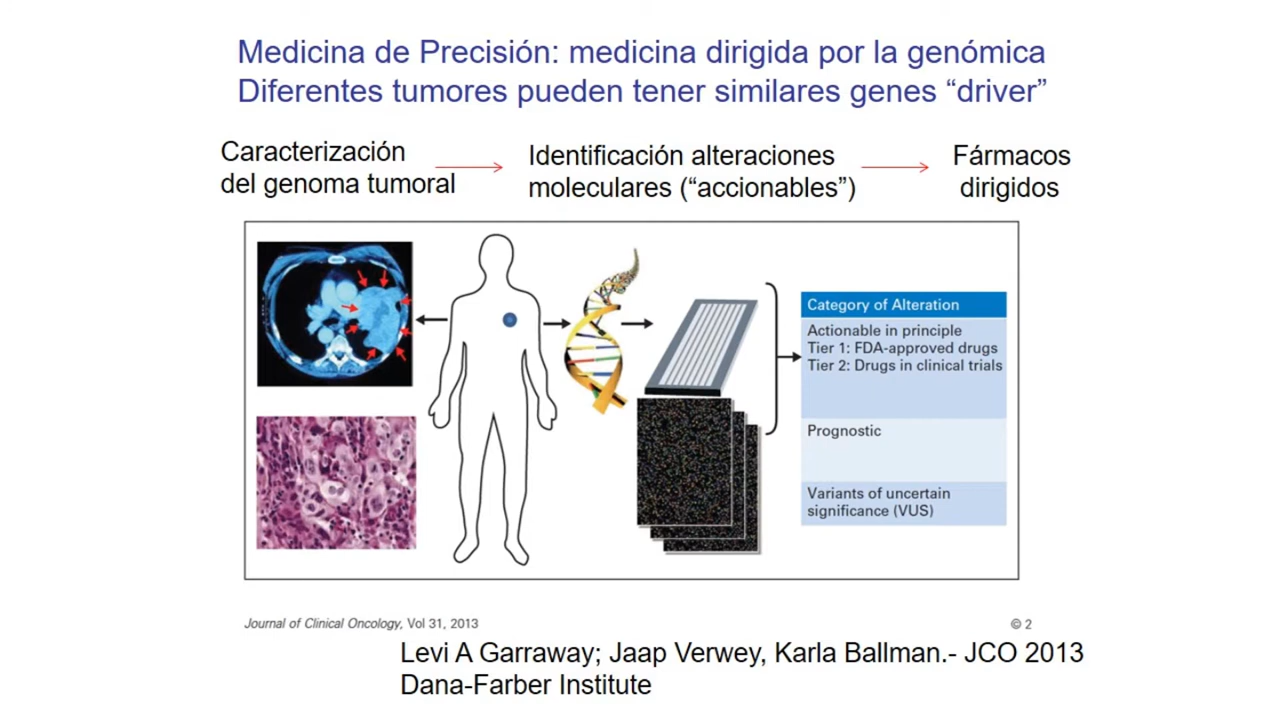 Medicina de Precisión: medicina dirigida por la genómica
Diferentes tumores pueden tener similares genes “driver”
Caracterización
del genoma tumoral
Identificación alteraciones
moleculares (“accionables”)
Fármacos
dirigidos
Category of Alteration
Actionable in principle
Tier 1: FDA-approved drugs
Tier 2: Drugs in clinical trials
Prognostic
Variants of uncertain
significance (VUS)
Journal of Clinical Oncology, Vol 31, 2013
© 2
Levi A Garraway; Jaap Verwey, Karla Ballman.- JCO 2013
Dana-Farber Institute